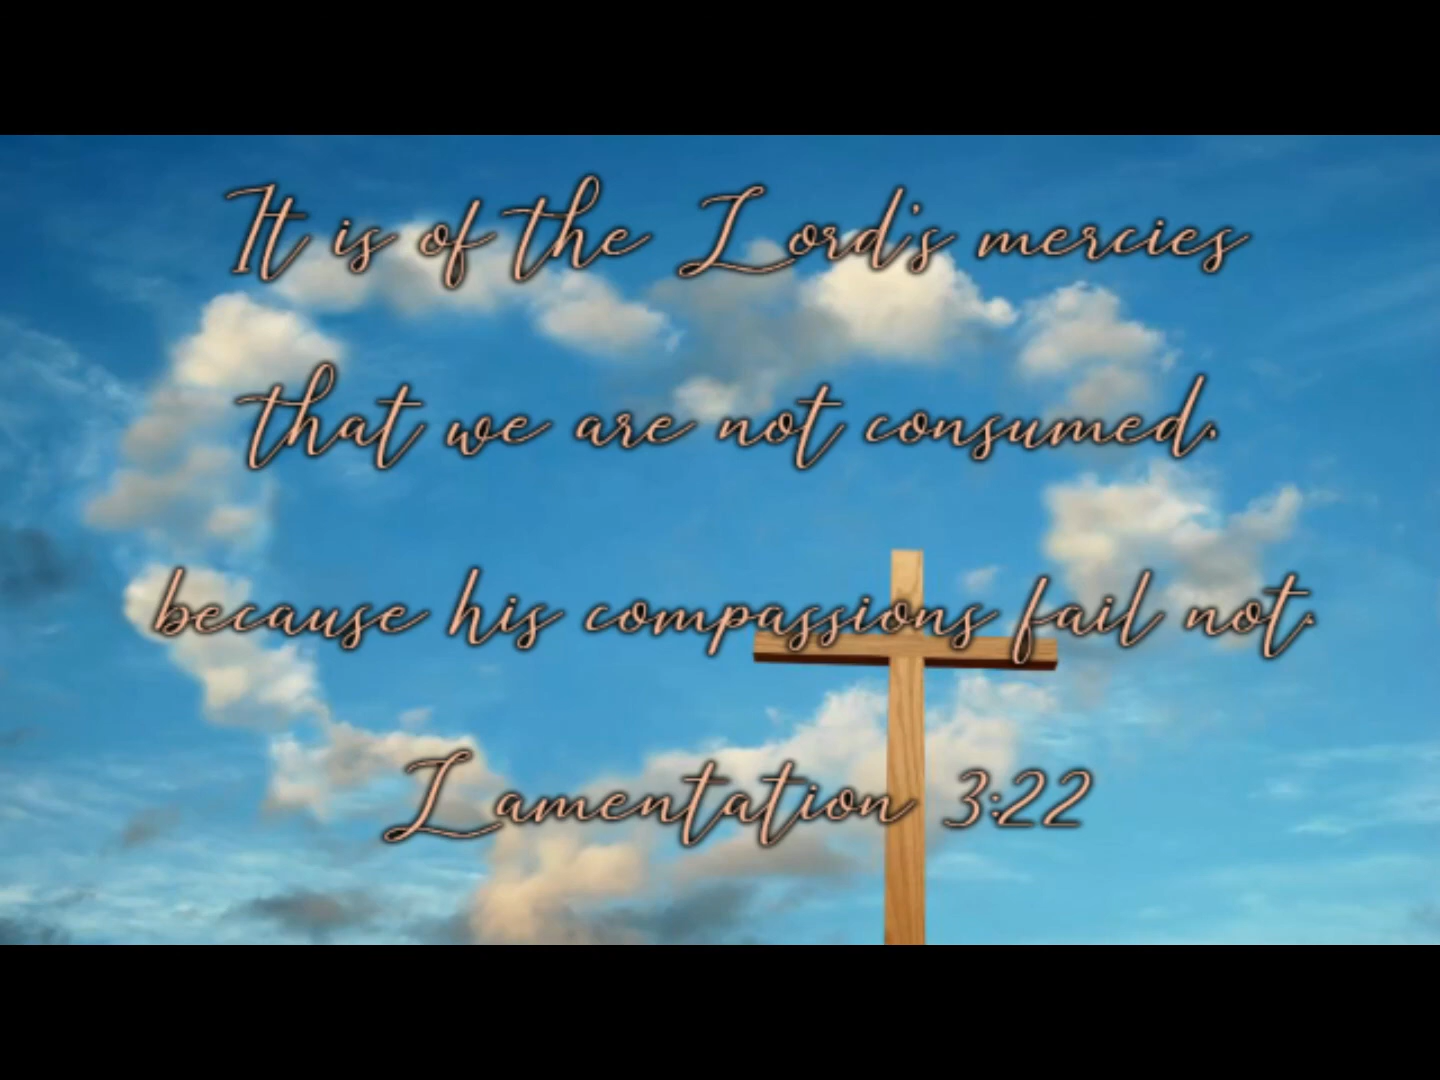 It is of the Lord's mercies
that we are not consumed,
because his compassions fail not.
Lamentation 3:22